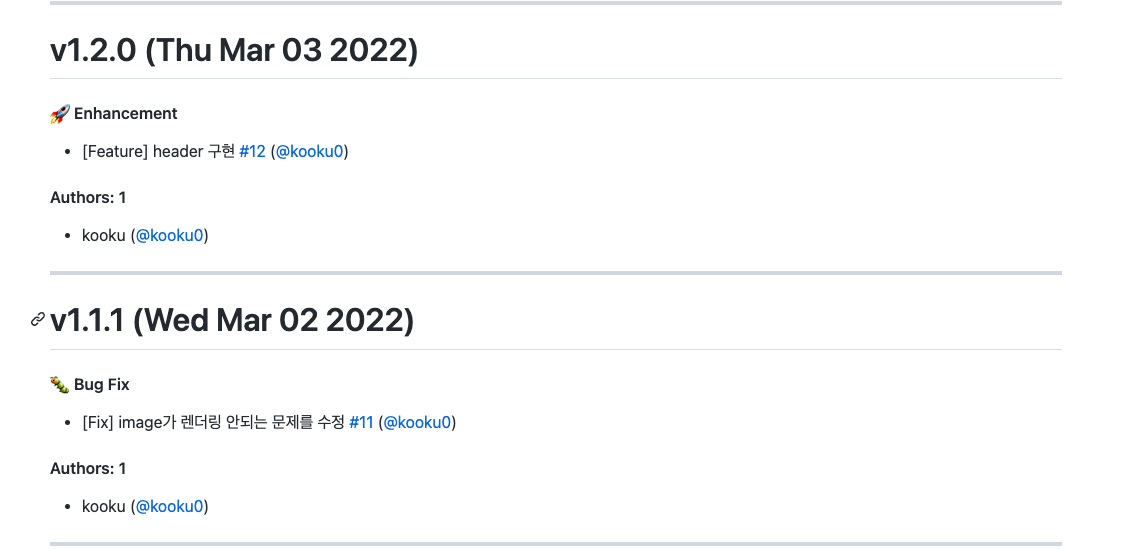 v1.2.0 (Thu Mar 03 2022)
🚀 Enhancement
• [Feature] header 구현 #12 (@kooku0)
Authors: 1
• kooku (@kooku0)
v1.1.1 (Wed Mar 02 2022)
🐛 Bug Fix
• [Fix] image가 렌더링 안되는 문제를 수정 #11 (@kooku0)
Authors: 1
• kooku (@kooku0)